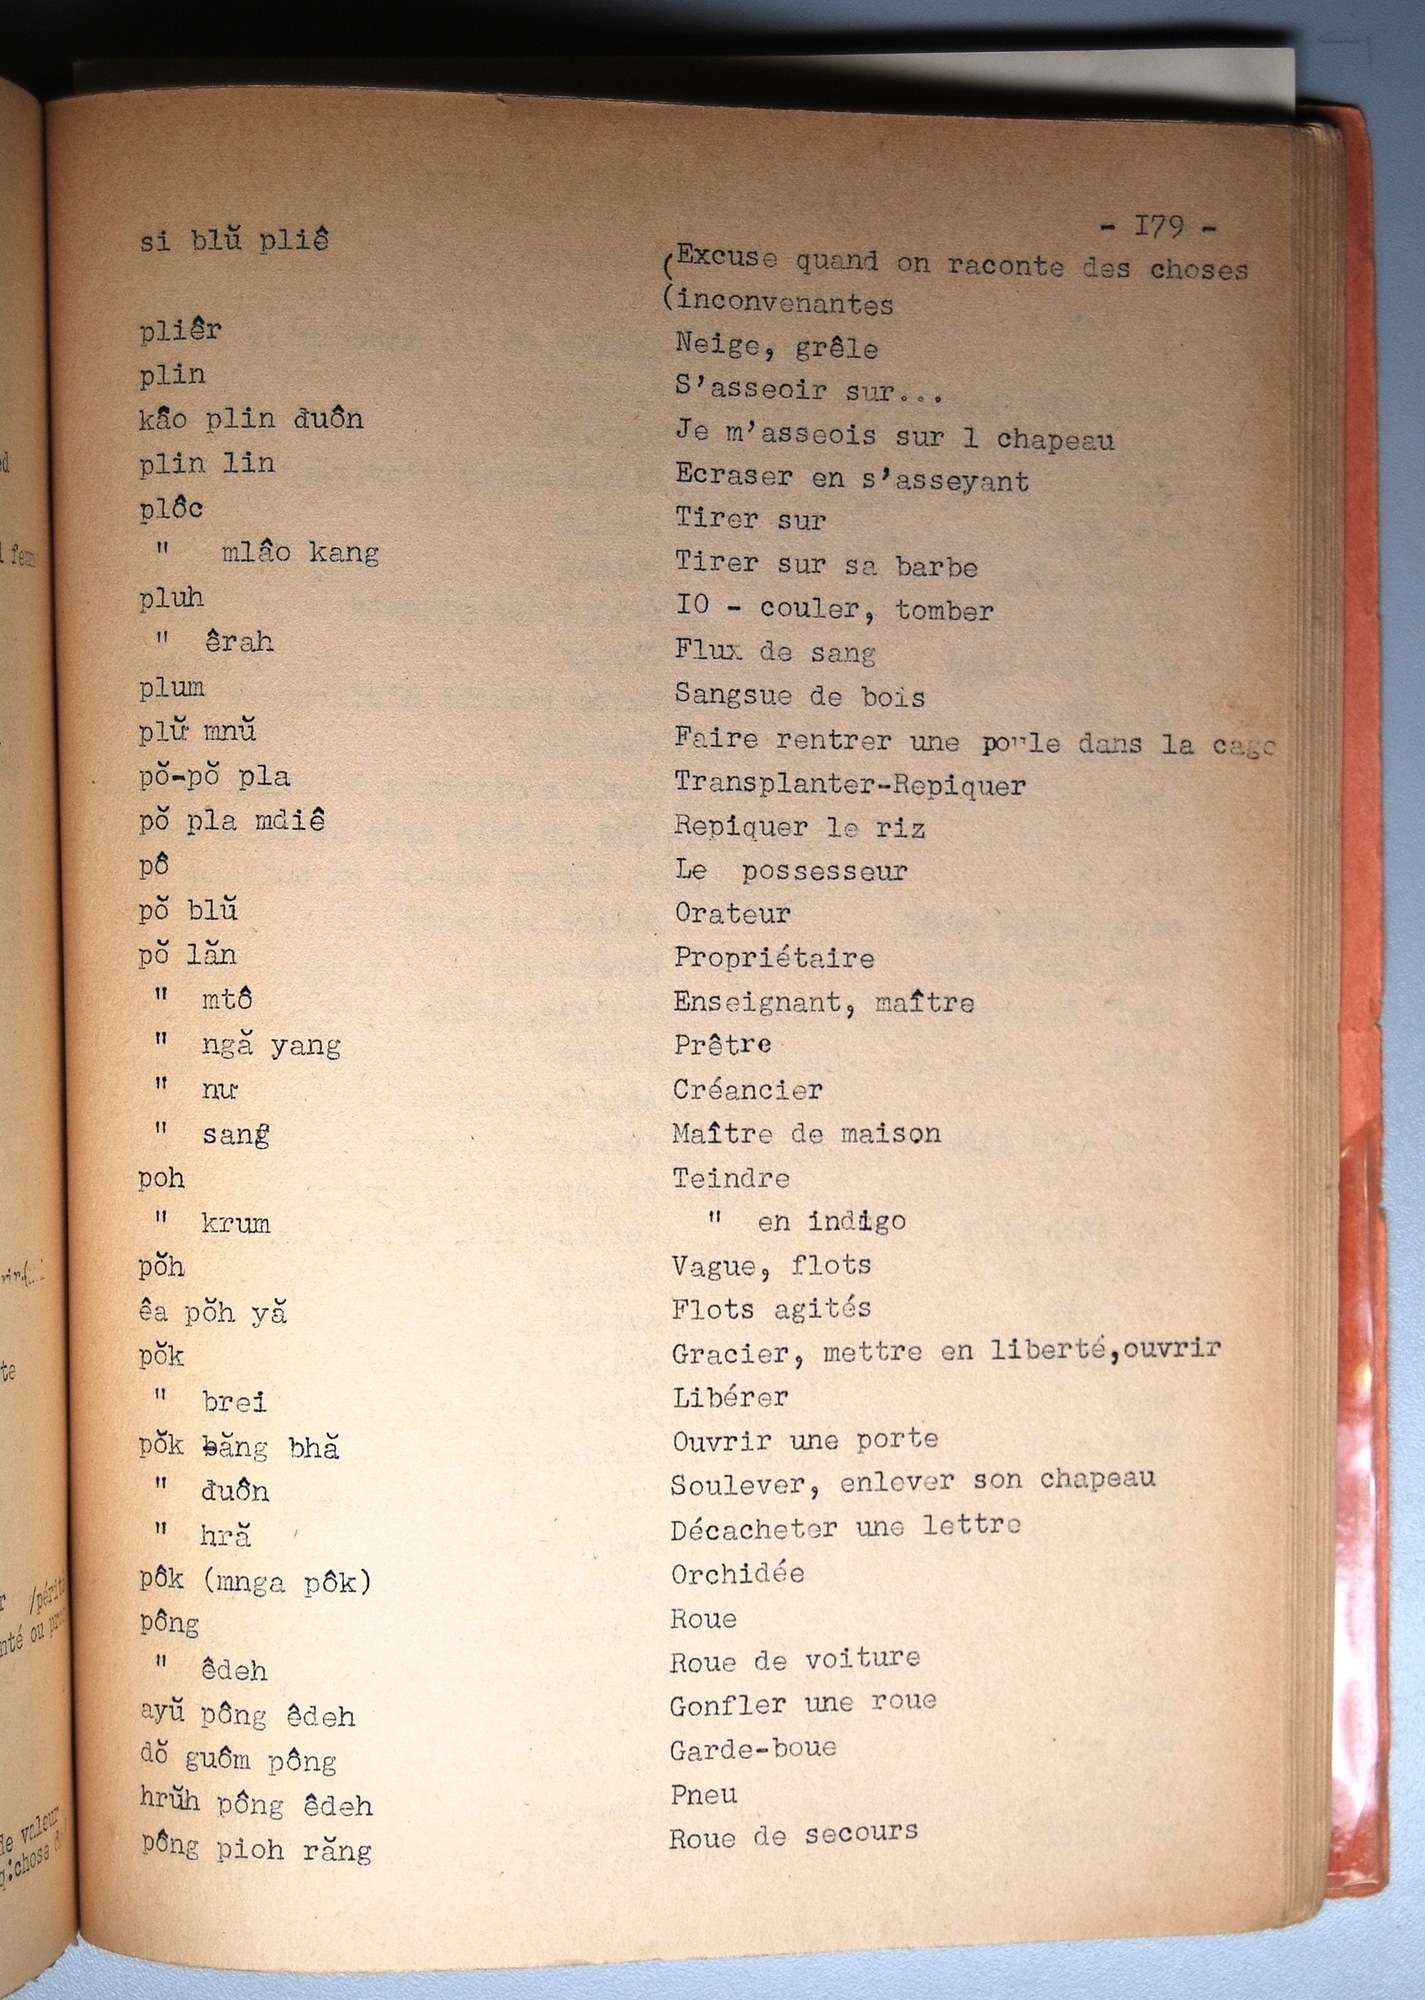 - I79 -
si blŭ pliê (Excuse quand on raconte des choses
(inconvenantes
pliêr Neige, grêle
plin S'asseoir sur...
kâo plin đuôn Je m'asseois sur l chapeau
plin lin Ecraser en s'asseyant
plôc Tirer sur
" mlâo kang Tirer sur sa barbe
pluh IO - couler, tomber
" êrah Flux de sang
plum Sangsue de bois
plư̆ mnŭ Faire rentrer une poule dans la cage
pŏ-pŏ pla Transplanter-Repiquer
pŏ pla mdiê Repiquer le riz
pô Le possesseur
pŏ blŭ Orateur
pŏ lăn Propriétaire
" mtô Enseignant, maître
" ngă yang Prêtre
" nư Créancier
" sang Maître de maison
poh Teindre
" krum " en indigo
pŏh Vague, flots
êa pŏh yă Flots agités
pŏk Gracier, mettre en liberté,ouvrir
" brei Libérer
pŏk băng bhă Ouvrir une porte
" đuôn Soulever, enlever son chapeau
" hră Décacheter une lettre
pôk (mnga pôk) Orchidée
pông Roue
" êdeh Roue de voiture
ayŭ pông êdeh Gonfler une roue
dŏ guôm pông Garde-boue
hrŭh pông êdeh Pneu
pông pioh răng Roue de secours